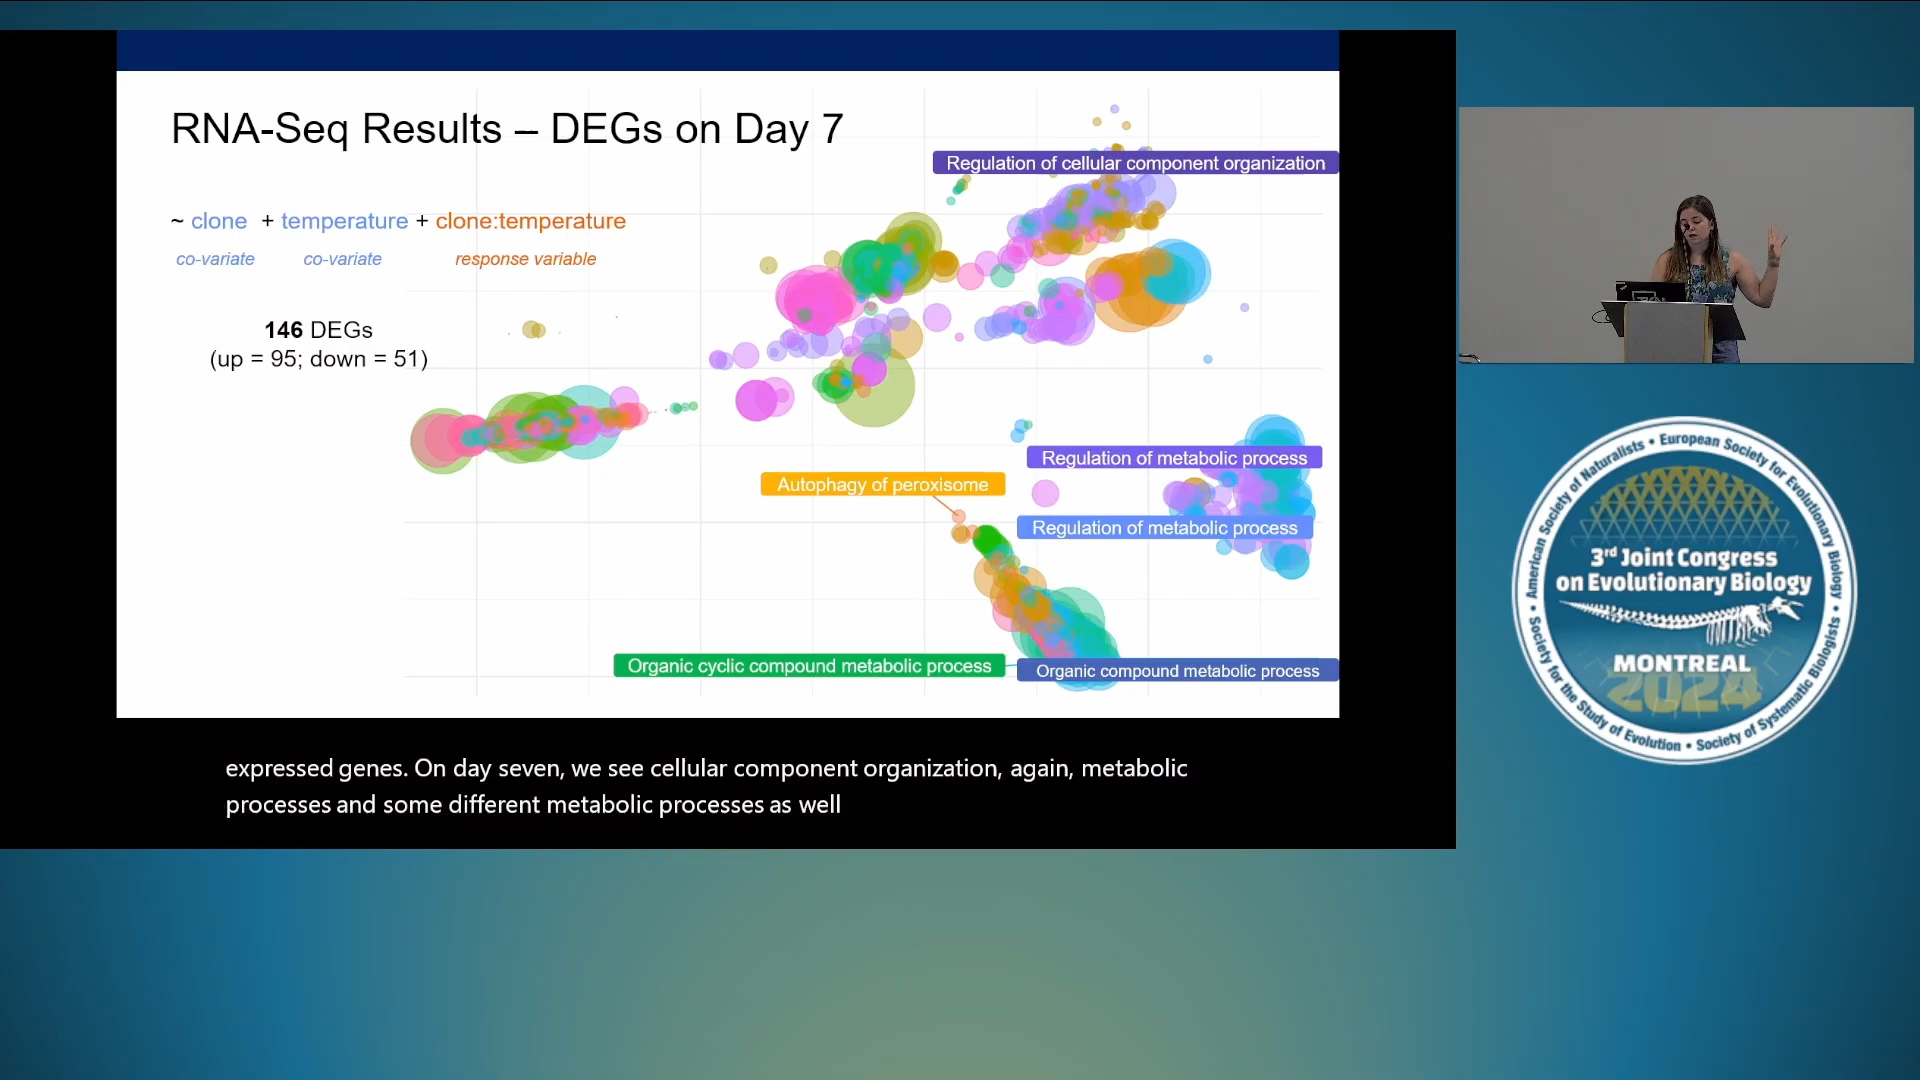 RNA-Seq Results – DEGs on Day 7
~ clone + temperature + clone:temperature
co-variate co-variate response variable
146 DEGs
(up = 95; down = 51)
Regulation of cellular component organization
Regulation of metabolic process
Autophagy of peroxisome
Regulation of metabolic process
Organic cyclic compound metabolic process
Organic compound metabolic process
expressed genes. On day seven, we see cellular component organization, again, metabolic
processes and some different metabolic processes as well
American Society of Naturalists • European Society for Evolutionary Biology •
Society for the Study of Evolution • Society of Systematic Biologists •
3rd Joint Congress
on Evolutionary Biology
MONTREAL
2024